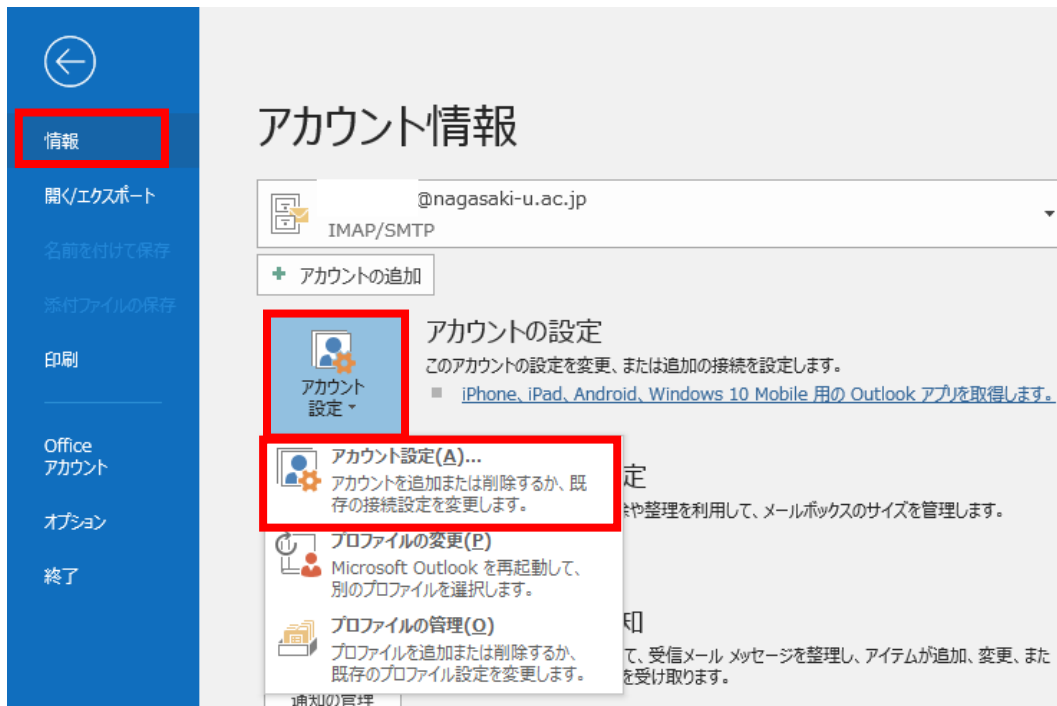 情報
開く/エクスポート
名前を付けて保存
添付ファイルの保存
印刷
Office
アカウント
オプション
終了
アカウント情報
@nagasaki-u.ac.jp
IMAP/SMTP
アカウントの追加
アカウント
設定
アカウントの設定
このアカウントの設定を変更、または追加の接続を設定します。
iPhone、iPad、Android、Windows 10 Mobile 用の Outlook アプリを取得します。
アカウント設定(A)...
アカウントを追加または削除するか、既
存の接続設定を変更します。
プロファイルの変更(P)
Microsoft Outlook を再起動して、
別のプロファイルを選択します。
プロファイルの管理(O)
プロファイルを追加または削除するか、
既存のプロファイル設定を変更します。
定
や整理を利用して、メールボックスのサイズを管理します。
て、受信メール メッセージを整理し、アイテムが追加、変更、また
を受け取ります。
通知の管理